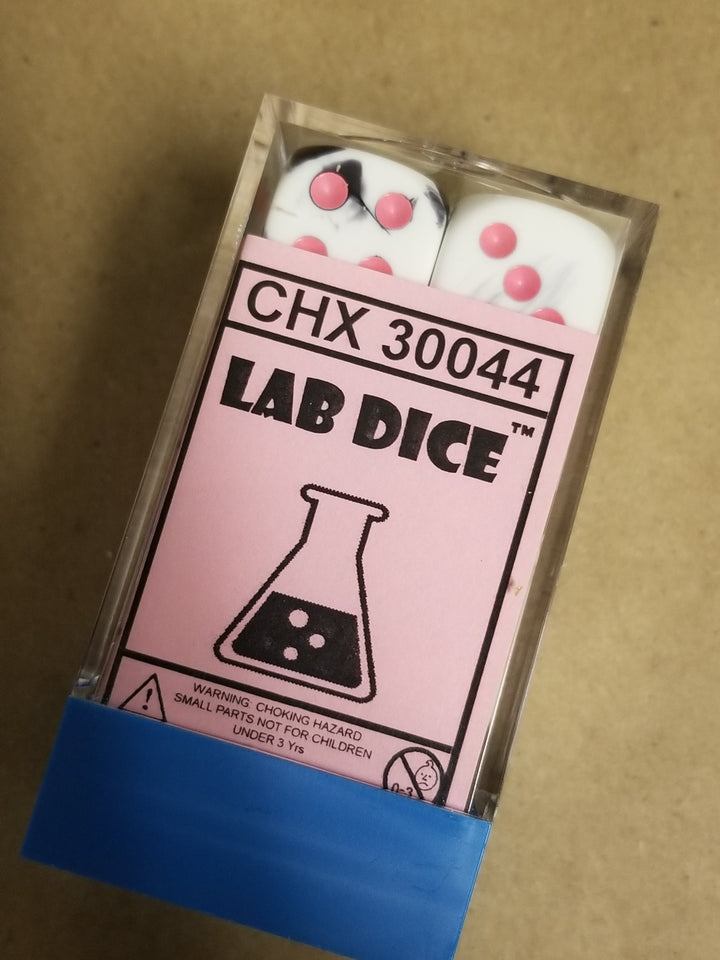 CHX 30044
LAB DICE™
WARNING: CHOKING HAZARD
SMALL PARTS NOT FOR CHILDREN
UNDER 3 Yrs
0-3